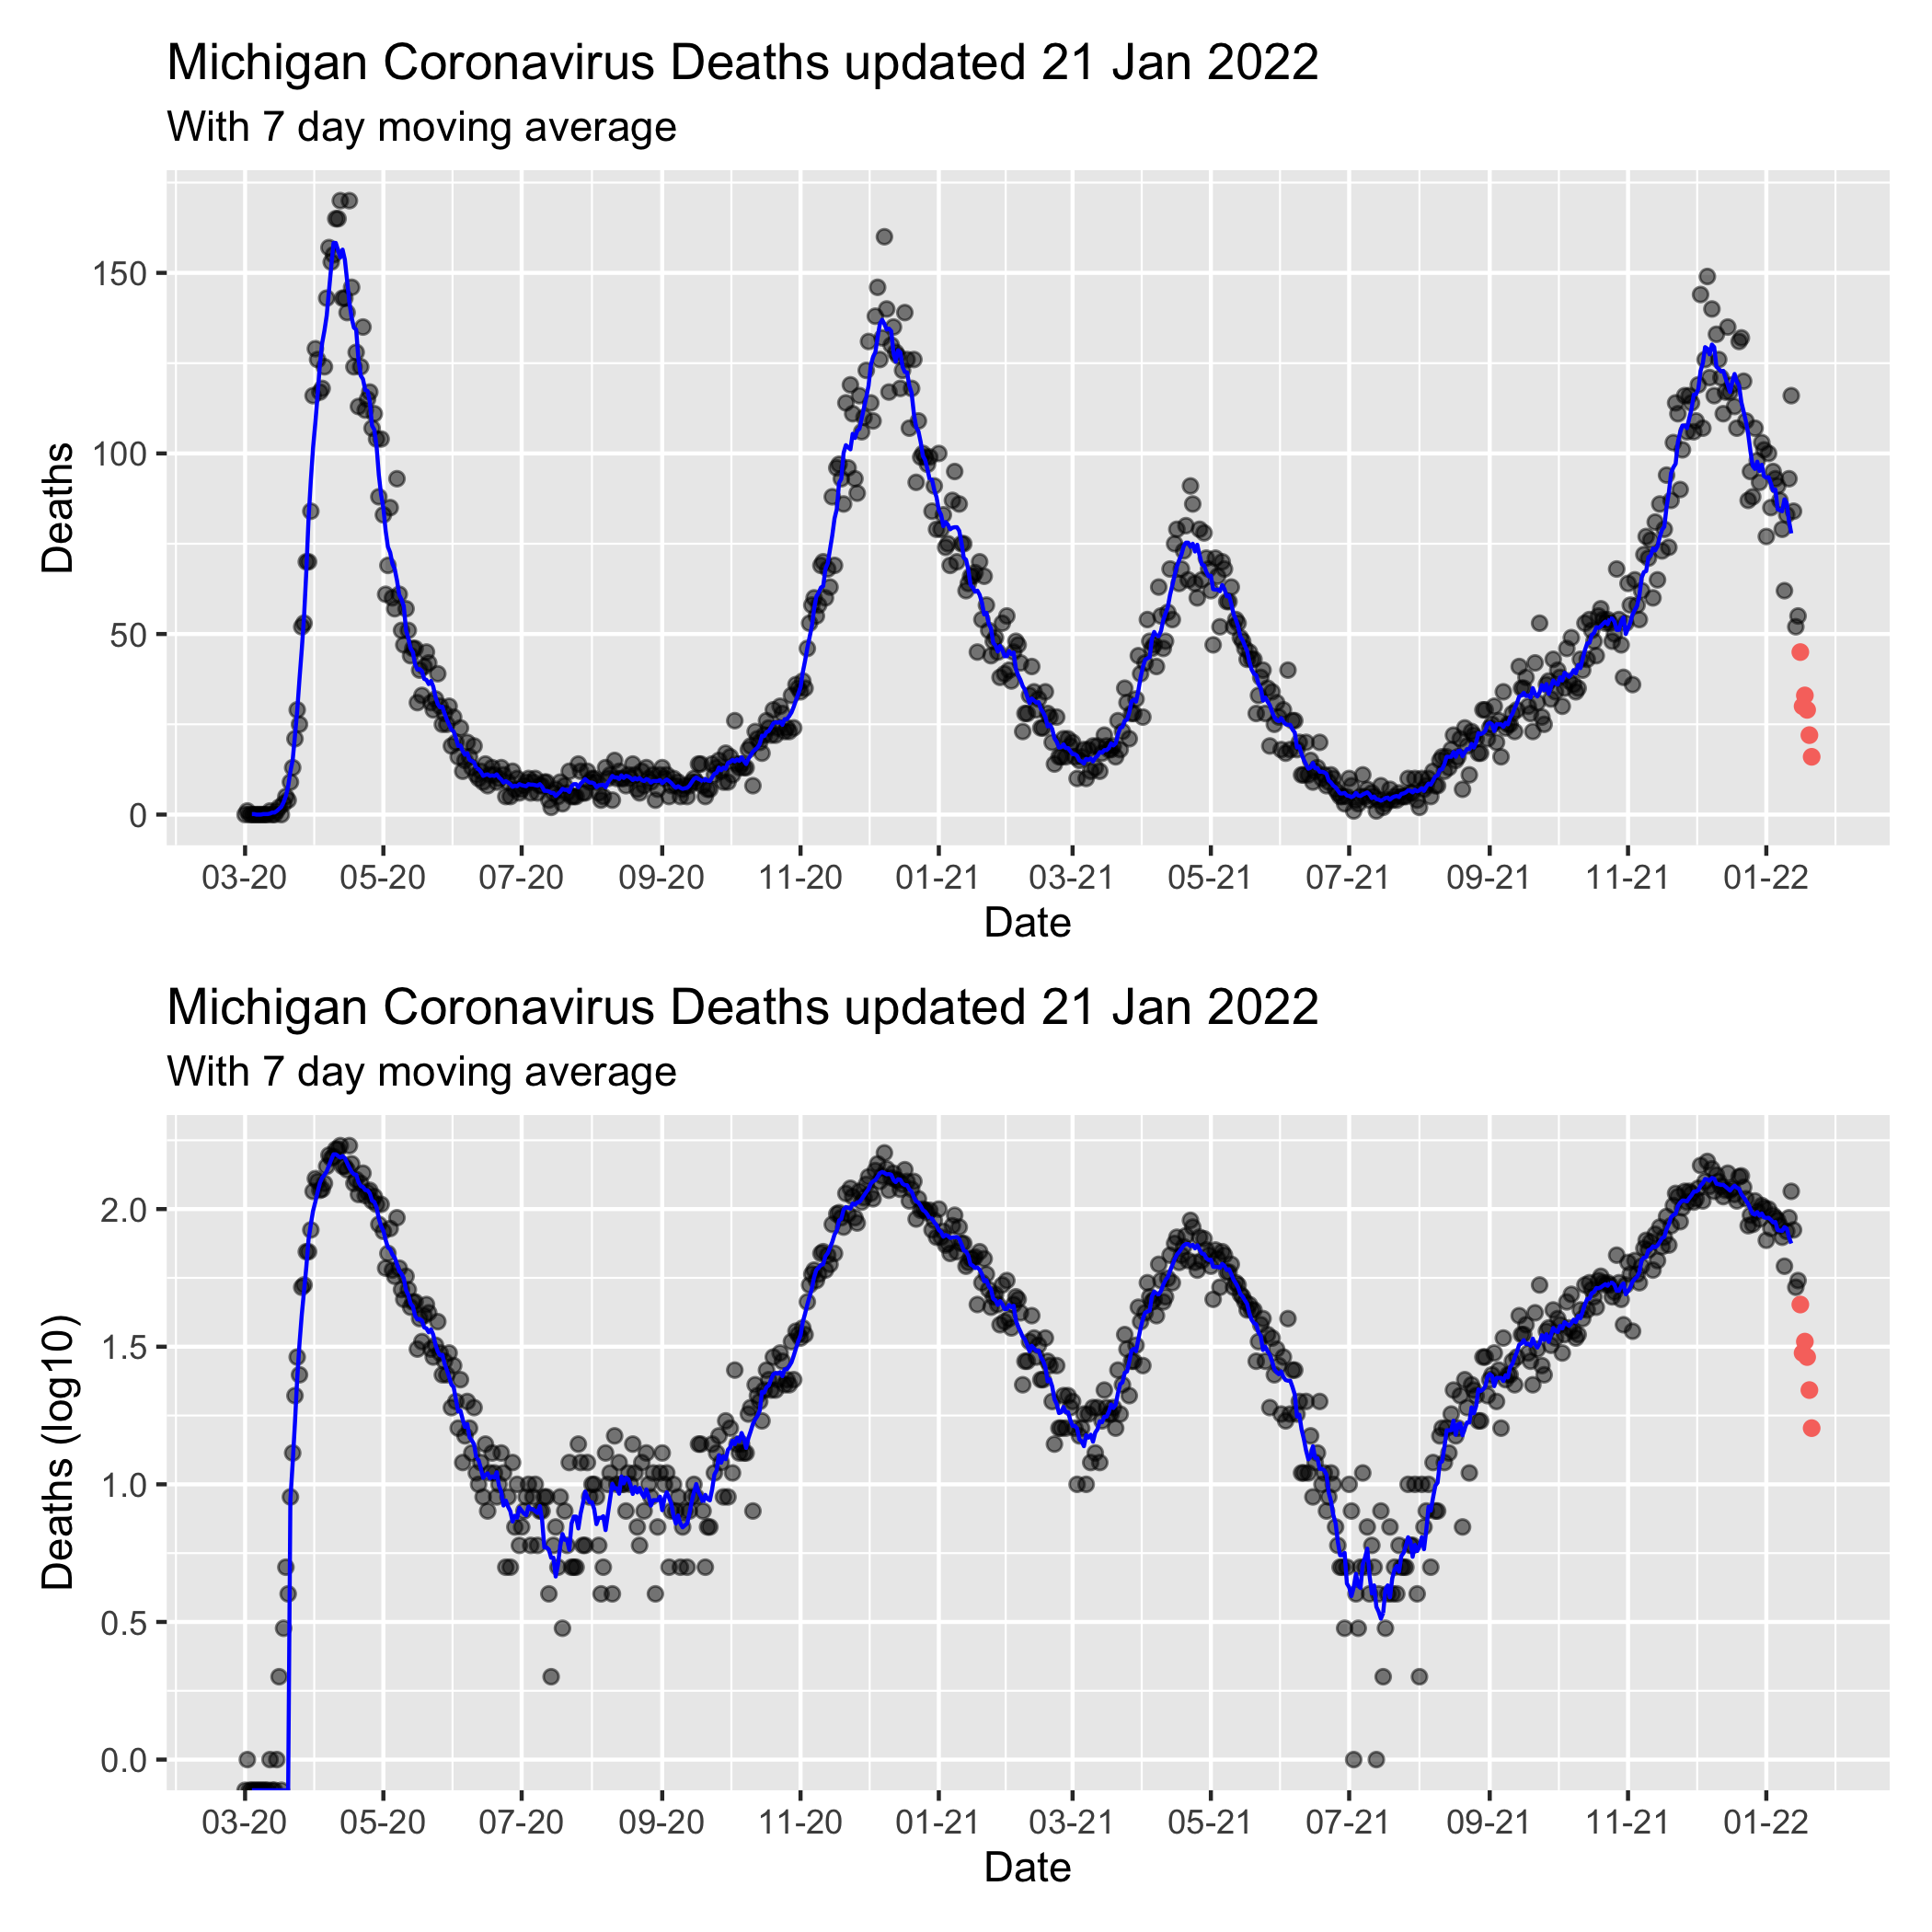 Michigan Coronavirus Deaths updated 21 Jan 2022
With 7 day moving average
Deaths
150
100
50
0
03-20 05-20 07-20 09-20 11-20 01-21 03-21 05-21 07-21 09-21 11-21 01-22
Date
Michigan Coronavirus Deaths updated 21 Jan 2022
With 7 day moving average
Deaths (log10)
2.0
1.5
1.0
0.5
0.0
03-20 05-20 07-20 09-20 11-20 01-21 03-21 05-21 07-21 09-21 11-21 01-22
Date